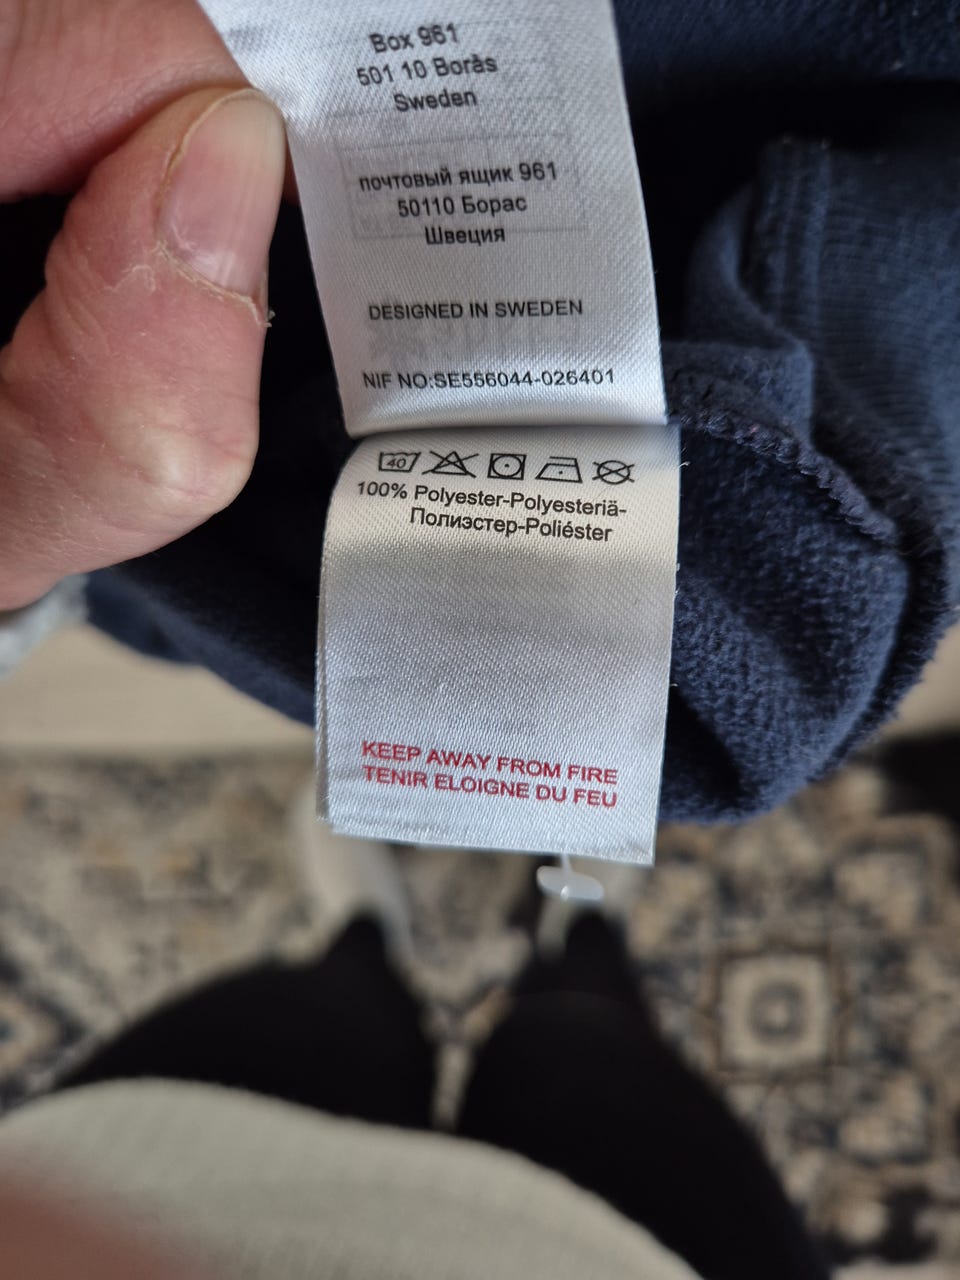 Box 961
501 10 Borås
Sweden
почтовый ящик 961
50110 Борас
Швеция
DESIGNED IN SWEDEN
NIF NO:SE556044-026401
40
100% Polyester-Polyesteriä-
Полиэстер-Poliéster
KEEP AWAY FROM FIRE
TENIR ELOIGNE DU FEU